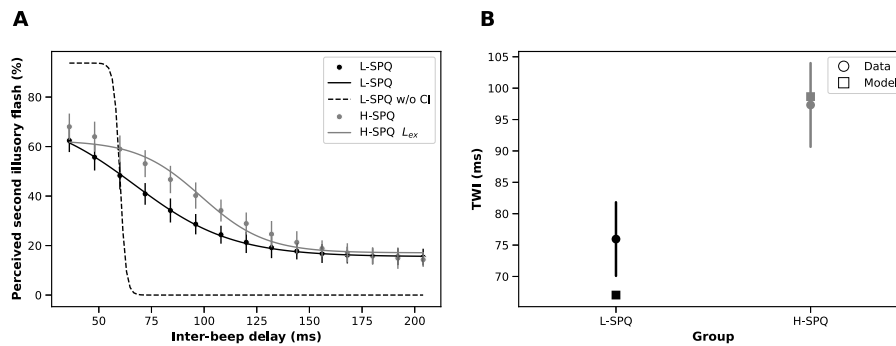 A
Perceived second illusory flash (%)
80
60
40
20
0
50
75
100
125
150
175
200
Inter-beep delay (ms)
L-SPQ
L-SPQ
L-SPQ w/o CI
H-SPQ
H-SPQ L_ex
B
TWI (ms)
105
100
95
90
85
80
75
70
L-SPQ
H-SPQ
Group
Data
Model